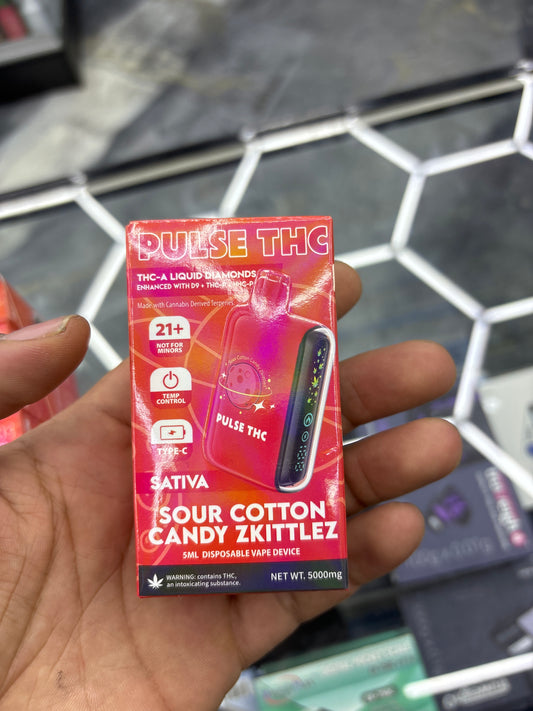 PULSE THC
THC-A LIQUID DIAMONDS
ENHANCED WITH D9 + THC-P
Made with Cannabis Derived Terpenes
21+
NOT FOR
MINORS
TEMP
CONTROL
TYPE-C
PULSE THC
SATIVA
SOUR COTTON
CANDY ZKITTLEZ
5ML DISPOSABLE VAPE DEVICE
WARNING: contains THC,
an intoxicating substance.
NET WT. 5000mg